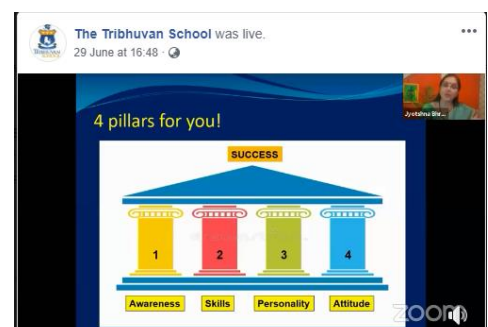 The Tribhuvan School was live.
29 June at 16:48
4 pillars for you!
SUCCESS
1 2 3 4
Awareness Skills Personality Attitude
zoom